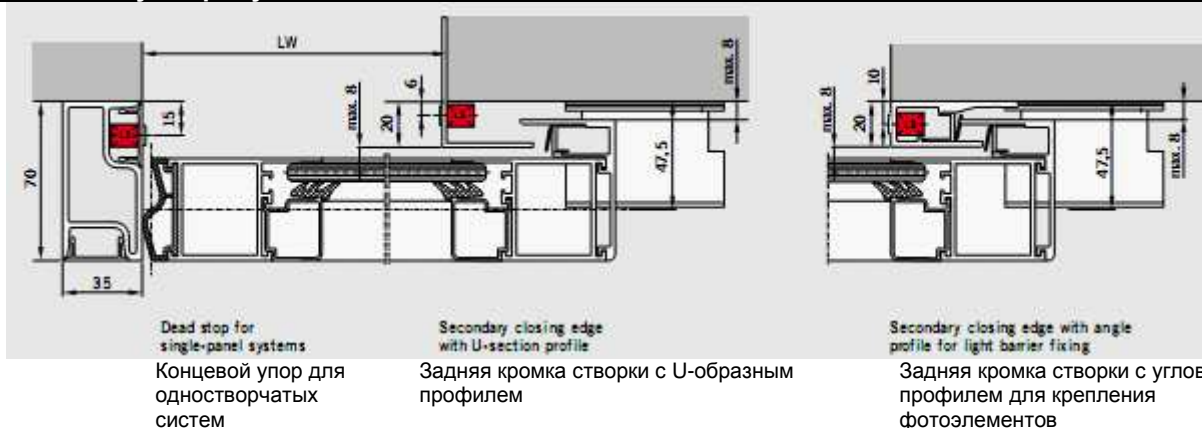 LW
max. 8
6
20
15
70
35
47,5
max. 8
max. 8
10
20
47,5
max. 8
Dead stop for
single-panel systems
Secondary closing edge
with U-section profile
Secondary closing edge with angle
profile for light barrier fixing
Концевой упор для
одностворчатых
систем
Задняя кромка створки с U-образным
профилем
Задняя кромка створки с углов
профилем для крепления
фотоэлементов